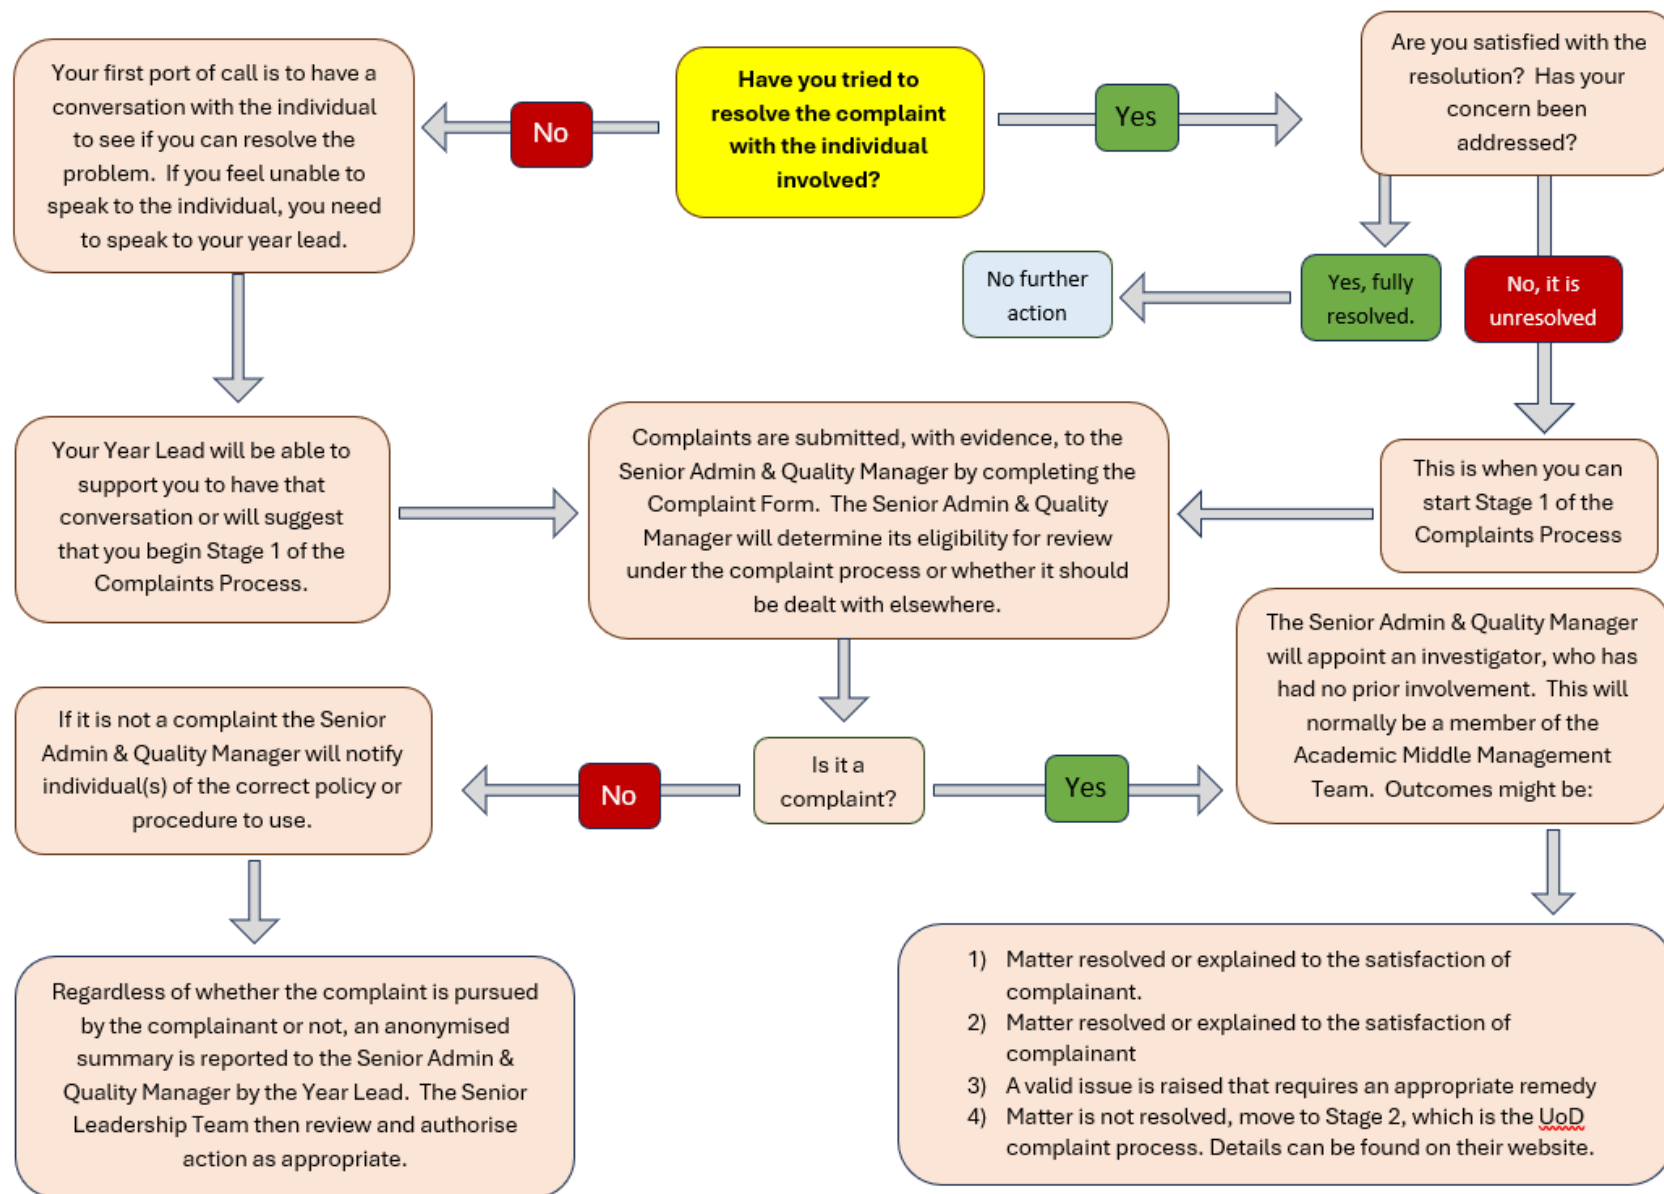 Your first port of call is to have a
conversation with the individual
to see if you can resolve the
problem.  If you feel unable to
speak to the individual, you need
to speak to your year lead.
No
Have you tried to
resolve the complaint
with the individual
involved?
Yes
Are you satisfied with the
resolution?  Has your
concern been
addressed?
No further
action
Yes, fully
resolved.
No, it is
unresolved
Your Year Lead will be able to
support you to have that
conversation or will suggest
that you begin Stage 1 of the
Complaints Process.
Complaints are submitted, with evidence, to the
Senior Admin & Quality Manager by completing the
Complaint Form.  The Senior Admin & Quality
Manager will determine its eligibility for review
under the complaint process or whether it should
be dealt with elsewhere.
This is when you can
start Stage 1 of the
Complaints Process
If it is not a complaint the Senior
Admin & Quality Manager will notify
individual(s) of the correct policy or
procedure to use.
No
Is it a
complaint?
Yes
The Senior Admin & Quality Manager
will appoint an investigator, who has
had no prior involvement.  This will
normally be a member of the
Academic Middle Management
Team.  Outcomes might be:
Regardless of whether the complaint is pursued
by the complainant or not, an anonymised
summary is reported to the Senior Admin &
Quality Manager by the Year Lead.  The Senior
Leadership Team then review and authorise
action as appropriate.
1) Matter resolved or explained to the satisfaction of
complainant.
2) Matter resolved or explained to the satisfaction of
complainant
3) A valid issue is raised that requires an appropriate remedy
4) Matter is not resolved, move to Stage 2, which is the UoD
complaint process. Details can be found on their website.